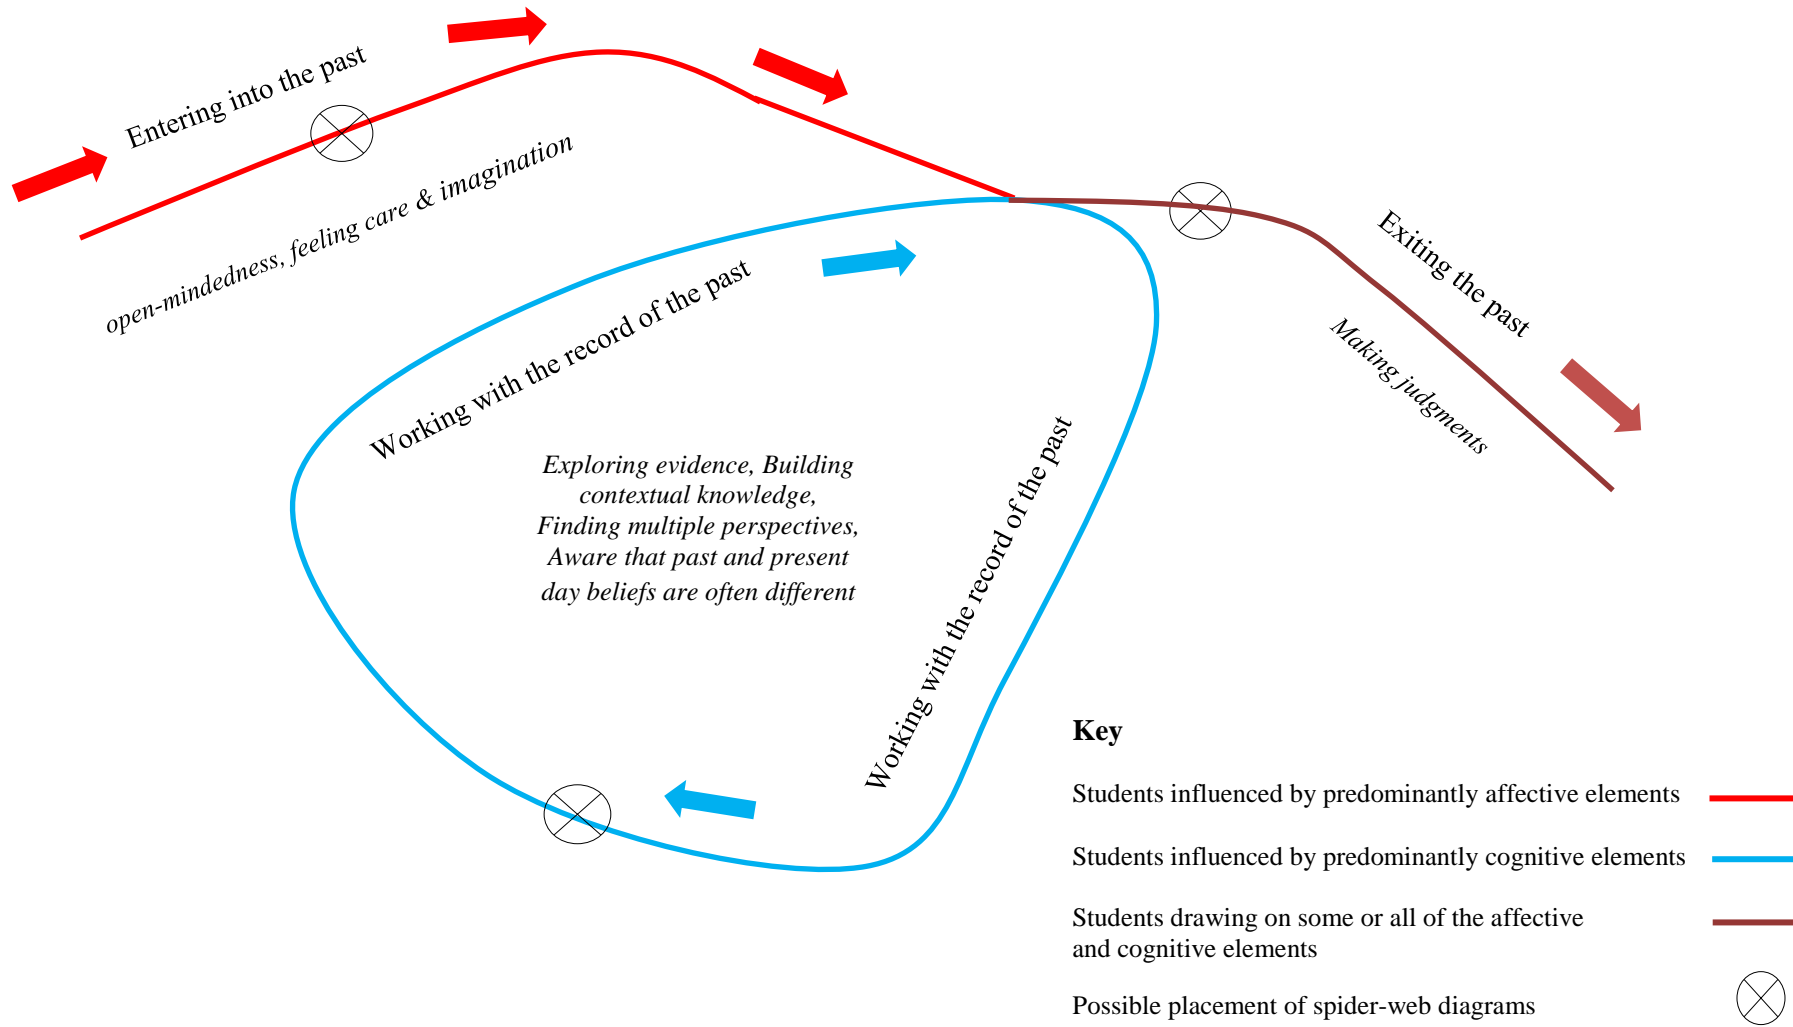 Entering into the past
open-mindedness, feeling care & imagination
Working with the record of the past
Exploring evidence, Building
contextual knowledge,
Finding multiple perspectives,
Aware that past and present
day beliefs are often different
Working with the record of the past
Exiting the past
Making judgments
Key
Students influenced by predominantly affective elements
Students influenced by predominantly cognitive elements
Students drawing on some or all of the affective
and cognitive elements
Possible placement of spider-web diagrams